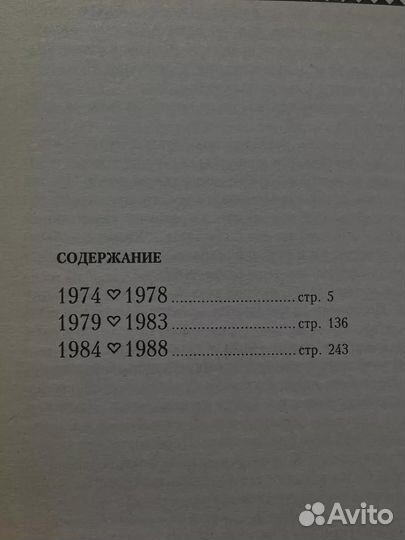 СОДЕРЖАНИЕ
1974 ♡ 1978 ........................... стр. 5
1979 ♡ 1983 ........................... стр. 136
1984 ♡ 1988 ........................... стр. 243
Avito